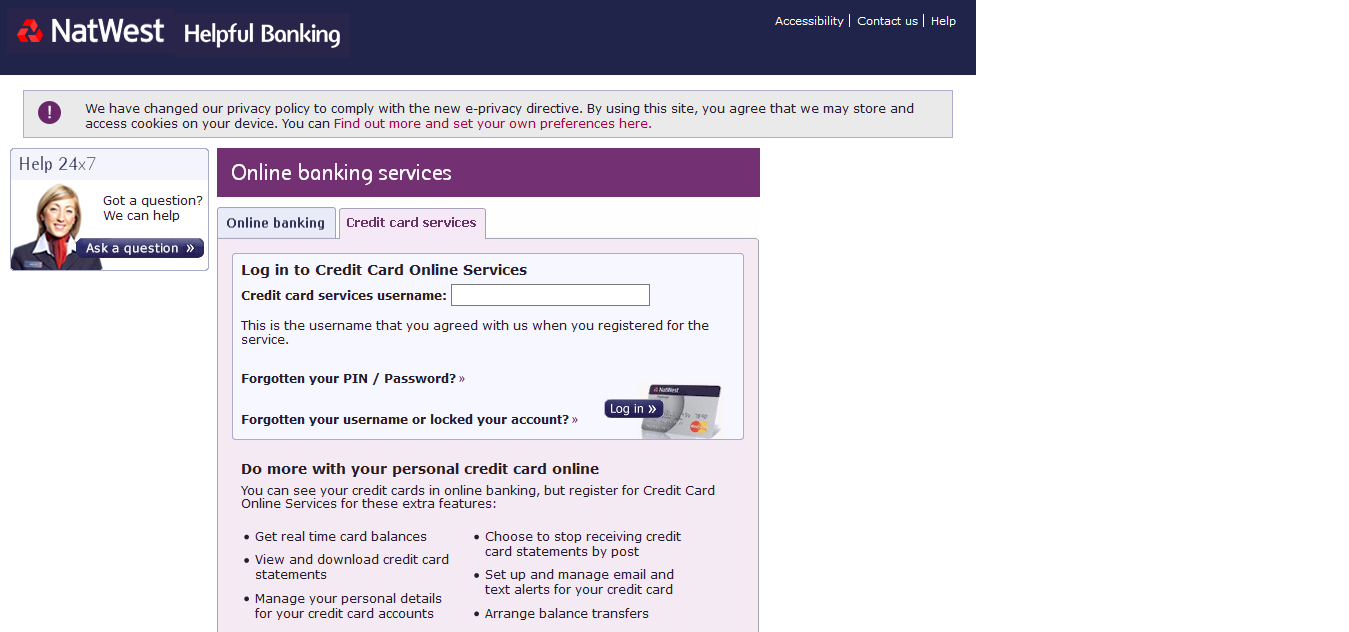 NatWest Helpful Banking
Accessibility | Contact us | Help
! We have changed our privacy policy to comply with the new e-privacy directive. By using this site, you agree that we may store and
access cookies on your device. You can Find out more and set your own preferences here.
Help 24x7
Got a question?
We can help
Ask a question »
Online banking services
Online banking
Credit card services
Log in to Credit Card Online Services
Credit card services username:
This is the username that you agreed with us when you registered for the
service.
Forgotten your PIN / Password? »
Forgotten your username or locked your account? »
NatWest
Log in »
Do more with your personal credit card online
You can see your credit cards in online banking, but register for Credit Card
Online Services for these extra features:
• Get real time card balances
• View and download credit card
statements
• Manage your personal details
for your credit card accounts
• Choose to stop receiving credit
card statements by post
• Set up and manage email and
text alerts for your credit card
• Arrange balance transfers